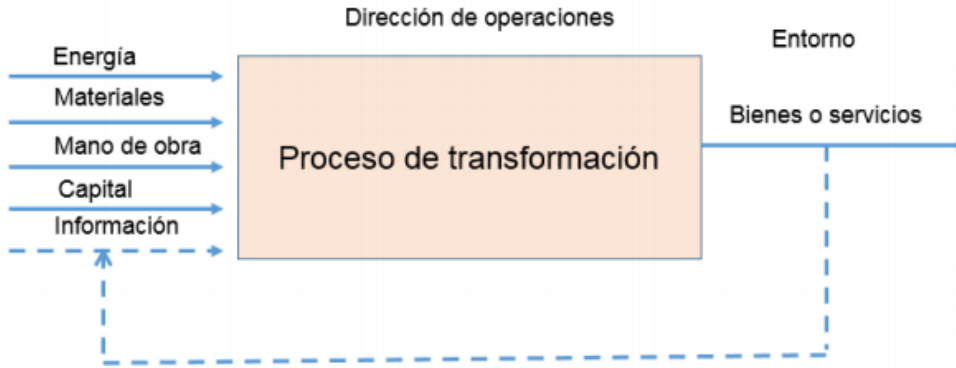 Dirección de operaciones
Entorno
Energía
Materiales
Mano de obra
Capital
Información
Proceso de transformación
Bienes o servicios